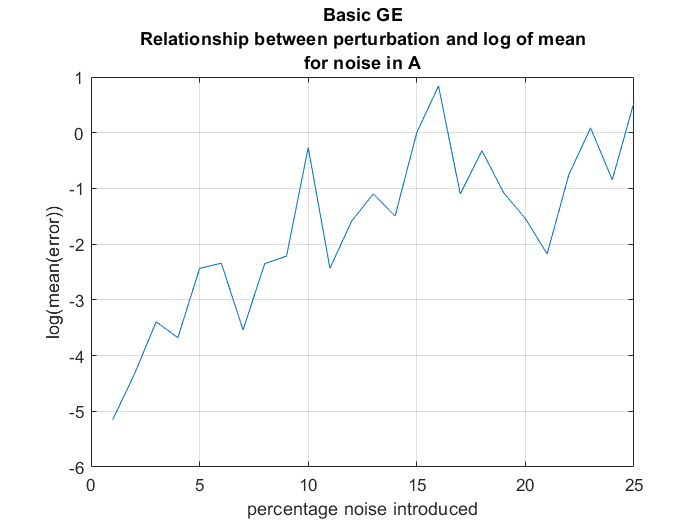 Basic GE
Relationship between perturbation and log of mean
for noise in A
1
0
-1
-2
-3
-4
-5
-6
log(mean(error))
0 5 10 15 20 25
percentage noise introduced